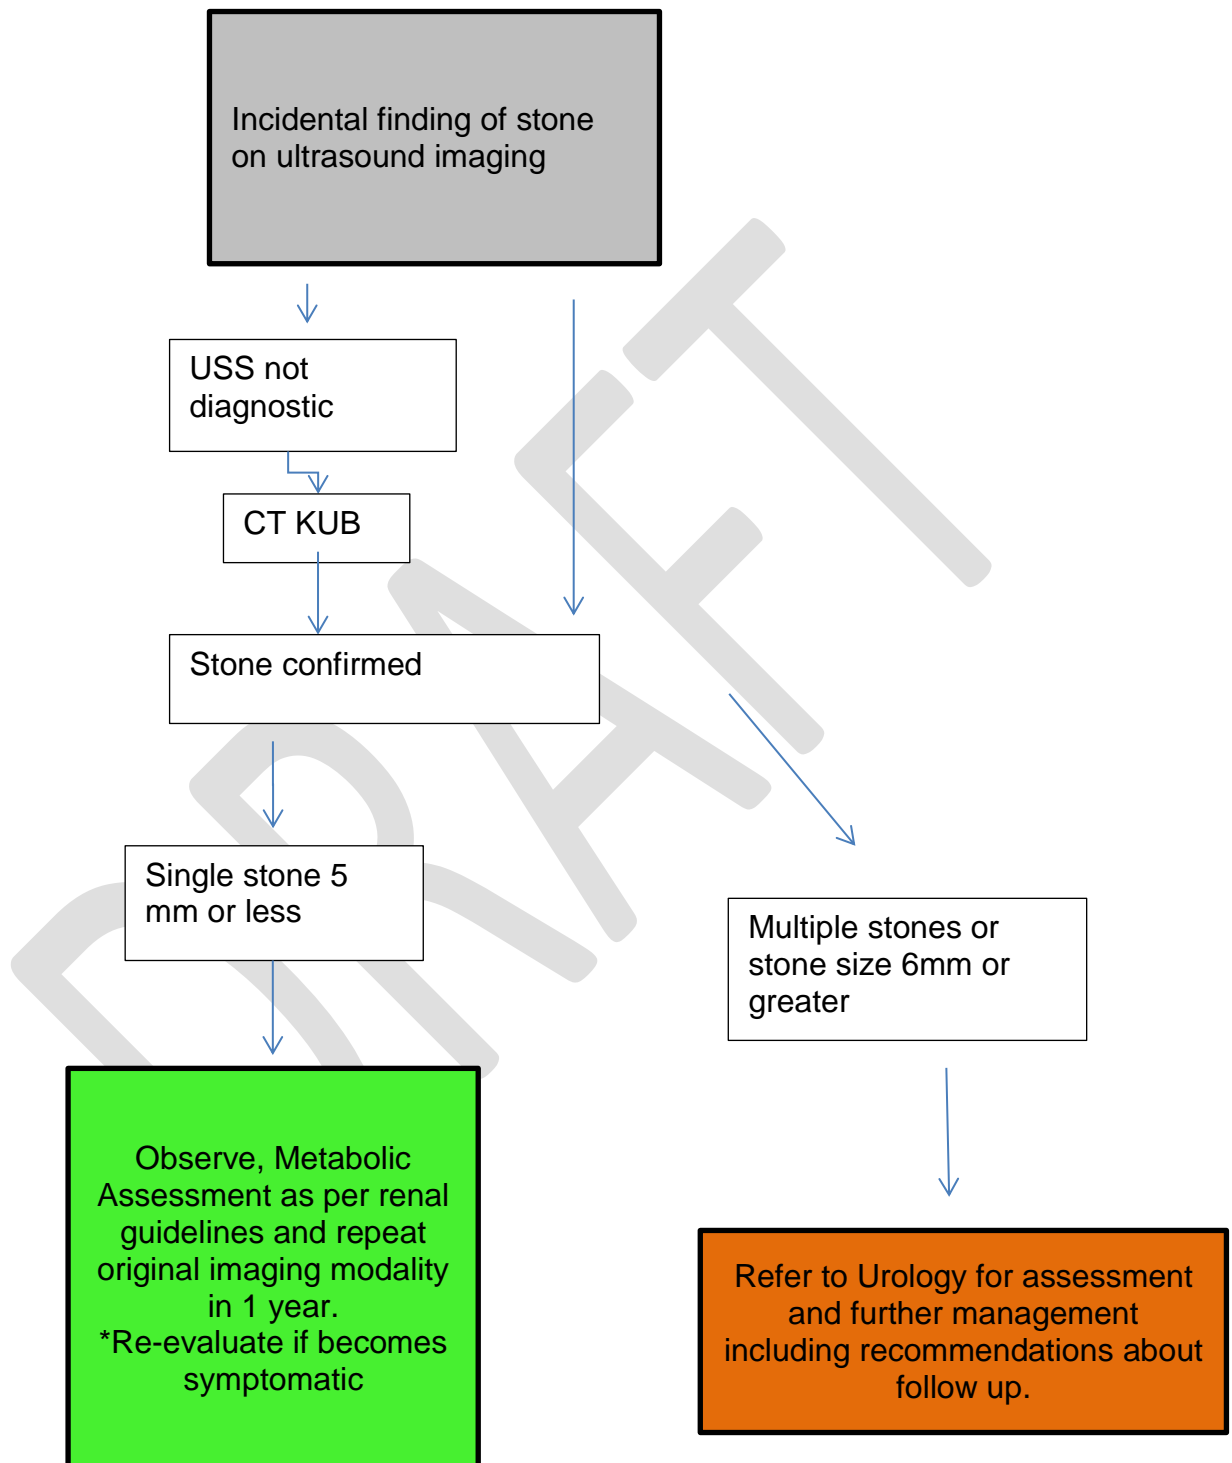 Incidental finding of stone
on ultrasound imaging
USS not
diagnostic
CT KUB
Stone confirmed
Single stone 5
mm or less
Multiple stones or
stone size 6mm or
greater
Observe, Metabolic
Assessment as per renal
guidelines and repeat
original imaging modality
in 1 year.
*Re-evaluate if becomes
symptomatic
Refer to Urology for assessment
and further management
including recommendations about
follow up.
DRAFT